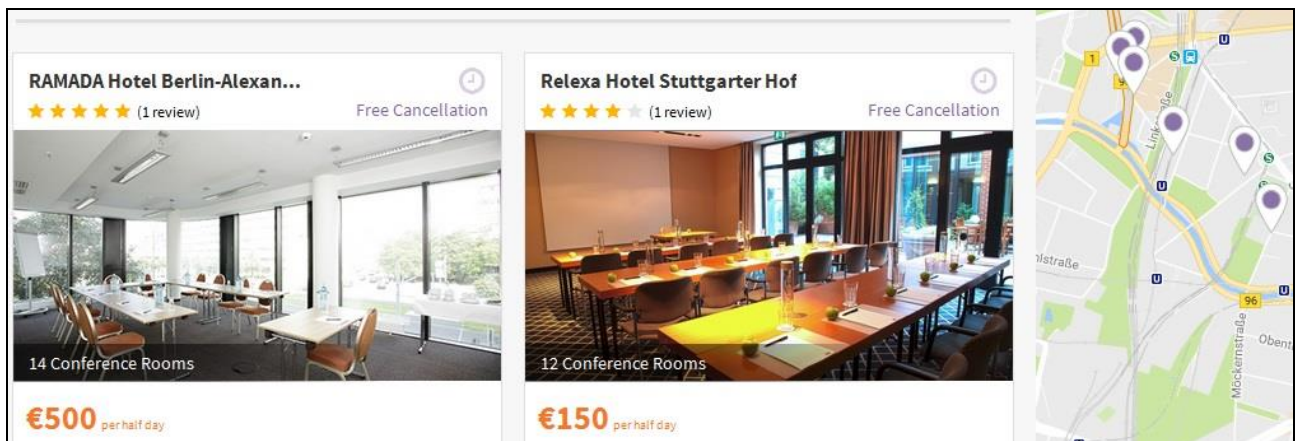 RAMADA Hotel Berlin-Alexan...
(1 review)
Free Cancellation
14 Conference Rooms
€500 per half day
Relexa Hotel Stuttgarter Hof
(1 review)
Free Cancellation
12 Conference Rooms
€150 per half day
U
S
1
U
S
U
96
U
Möckernstraße